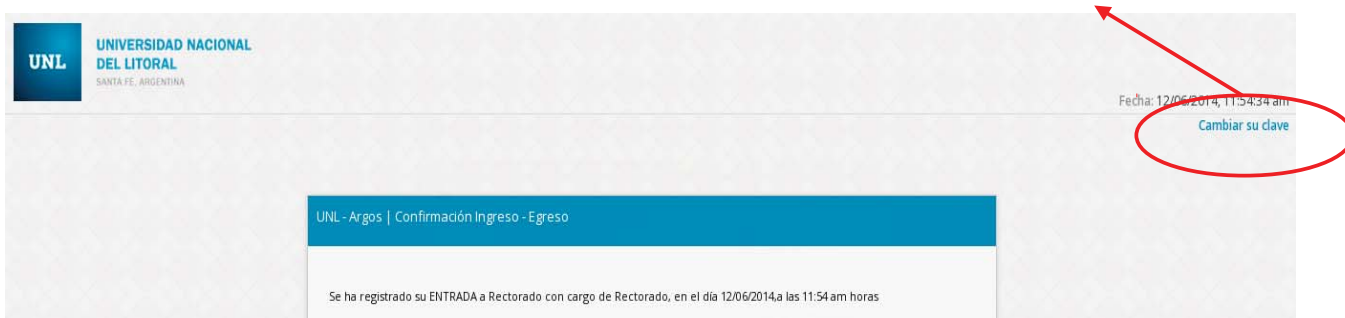 UNL
UNIVERSIDAD NACIONAL
DEL LITORAL
SANTA FE, ARGENTINA
Fecha: 12/06/2014, 11:54:34 am
Cambiar su clave
UNL - Argos | Confirmación Ingreso - Egreso
Se ha registrado su ENTRADA a Rectorado con cargo de Rectorado, en el día 12/06/2014,a las 11:54 am horas